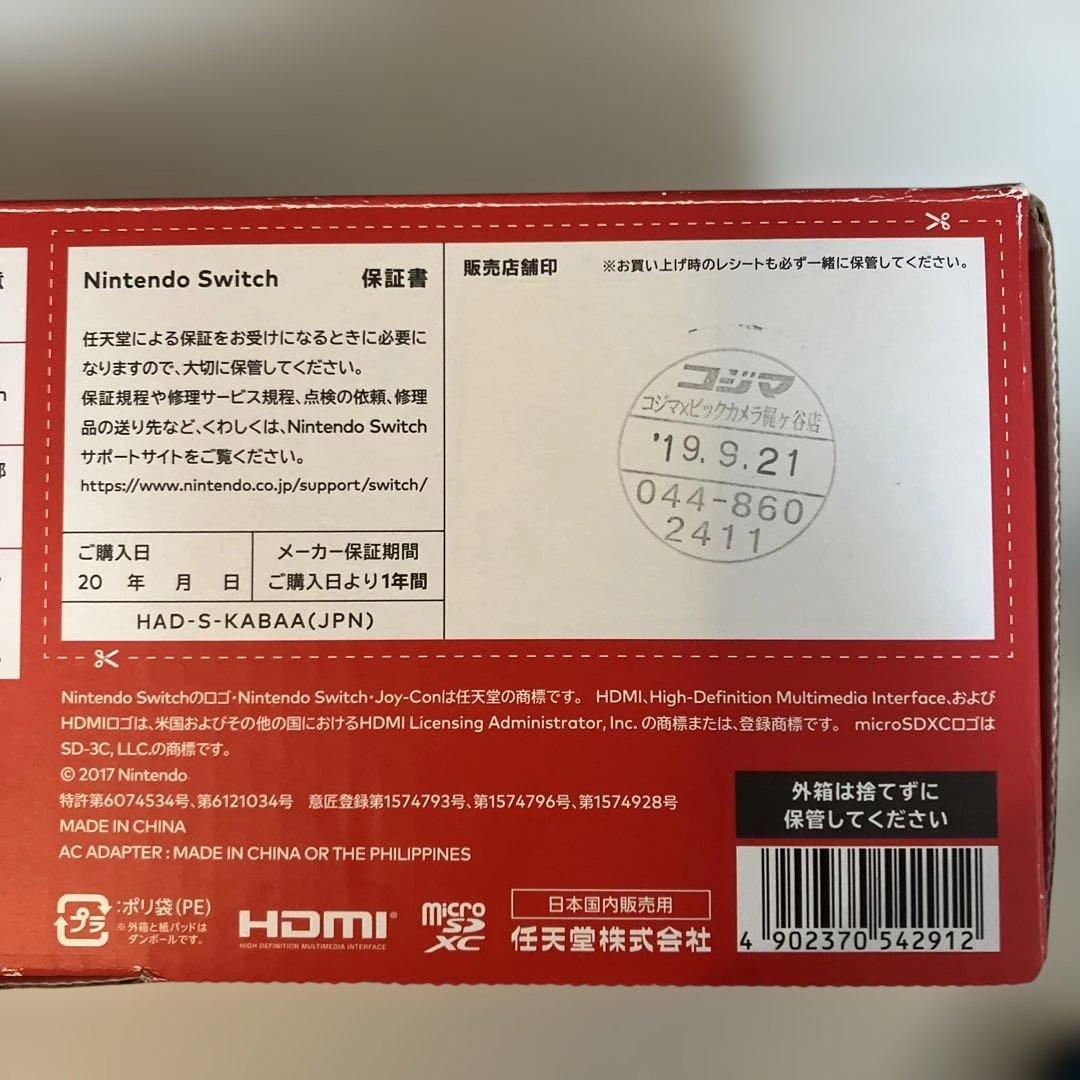 Nintendo Switch 保証書
任天堂による保証をお受けになるときに必要に
なりますので、大切に保管してください。
保証規程や修理サービス規程、点検の依頼、修理
品の送り先など、くわしくは、Nintendo Switch
サポートサイトをご覧ください。
https://www.nintendo.co.jp/support/switch/
ご購入日
20 年 月 日
メーカー保証期間
ご購入日より1年間
HAD-S-KABAA(JPN)
販売店舗印 ※お買い上げ時のレシートも必ず一緒に保管してください。
コジマ
コジマ×ビックカメラ梶ヶ谷店
'19. 9. 21
044-860
2411
Nintendo Switchのロゴ・Nintendo Switch・Joy-Conは任天堂の商標です。 HDMI、High-Definition Multimedia Interface、および
HDMIロゴは、米国およびその他の国におけるHDMI Licensing Administrator, Inc. の商標または、登録商標です。 microSDXCロゴは
SD-3C, LLC.の商標です。
© 2017 Nintendo
特許第6074534号、第6121034号 意匠登録第1574793号、第1574796号、第1574928号
MADE IN CHINA
AC ADAPTER : MADE IN CHINA OR THE PHILIPPINES
外箱は捨てずに
保管してください
プラ
:ポリ袋(PE)
※外箱と紙パッドは
ダンボールです。
HDMI®
HIGH DEFINITION MULTIMEDIA INTERFACE
micro
SD
XC
日本国内販売用
任天堂株式会社
4 902370 542912